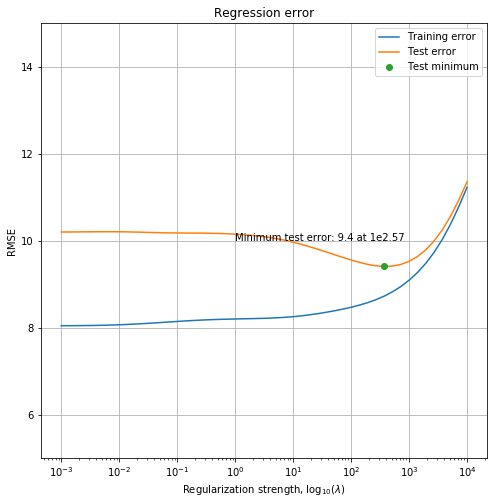 Regression error
Training error
Test error
Test minimum
14
12
10
8
6
RMSE
Minimum test error: 9.4 at 1e2.57
10⁻³ 10⁻² 10⁻¹ 10⁰ 10¹ 10² 10³ 10⁴
Regularization strength, log₁₀(λ)